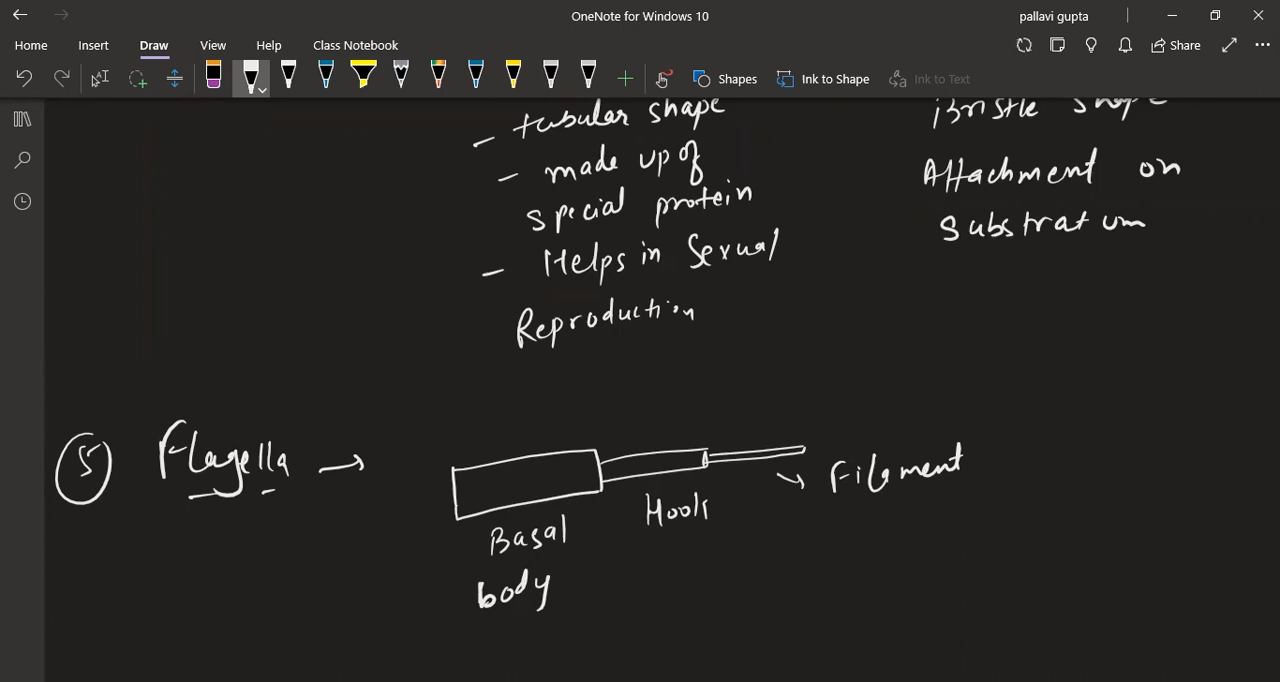 OneNote for Windows 10
pallavi gupta
Home Insert Draw View Help Class Notebook
Share
Shapes
Ink to Shape
Ink to Text
- tubular shape
- made up of
special protein
- Helps in Sexual
Reproduction
Bristle shape
Attachment on
substratum
5 Flagella →
Basal
body
Hook
Filament